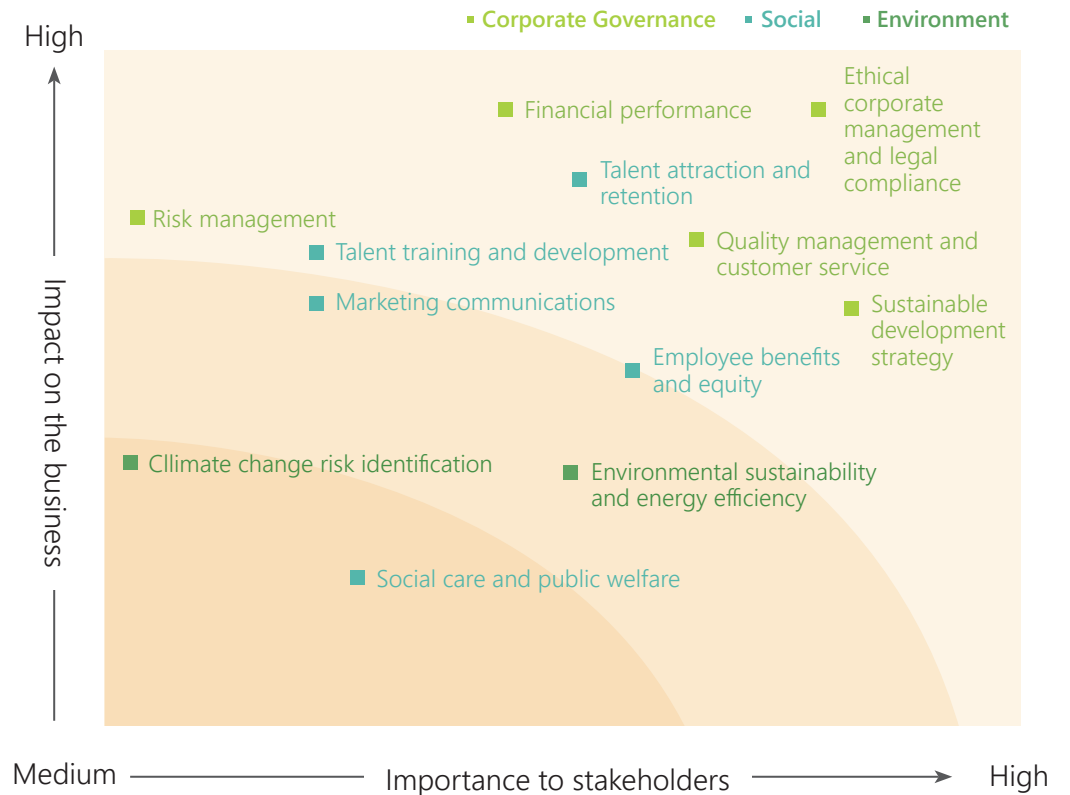 Corporate Governance
Social
Environment
High
Financial performance
Ethical
corporate
management
and legal
compliance
Talent attraction and
retention
Risk management
Talent training and development
Quality management and
customer service
Marketing communications
Sustainable
development
strategy
Employee benefits
and equity
Impact on the business
Cllimate change risk identification
Environmental sustainability
and energy efficiency
Social care and public welfare
Medium
Importance to stakeholders
High